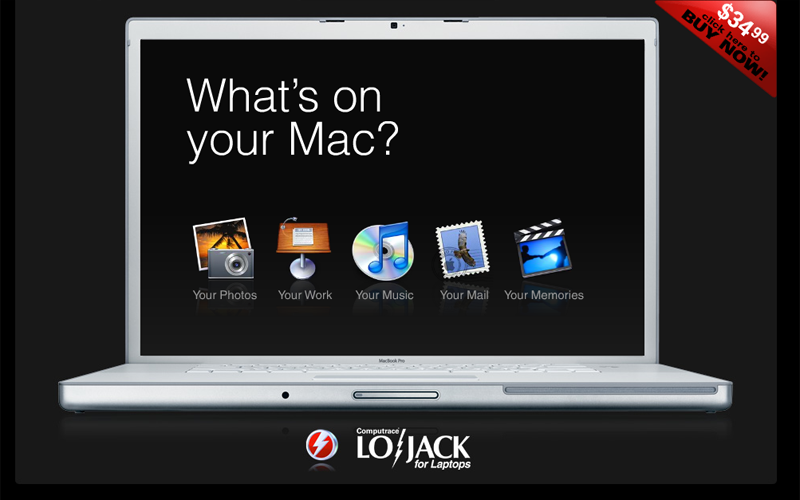 $34.99
click here to
BUY NOW!
What's on
your Mac?
Your Photos
Your Work
Your Music
Your Mail
Your Memories
MacBook Pro
Computrace
LOJACK
for Laptops